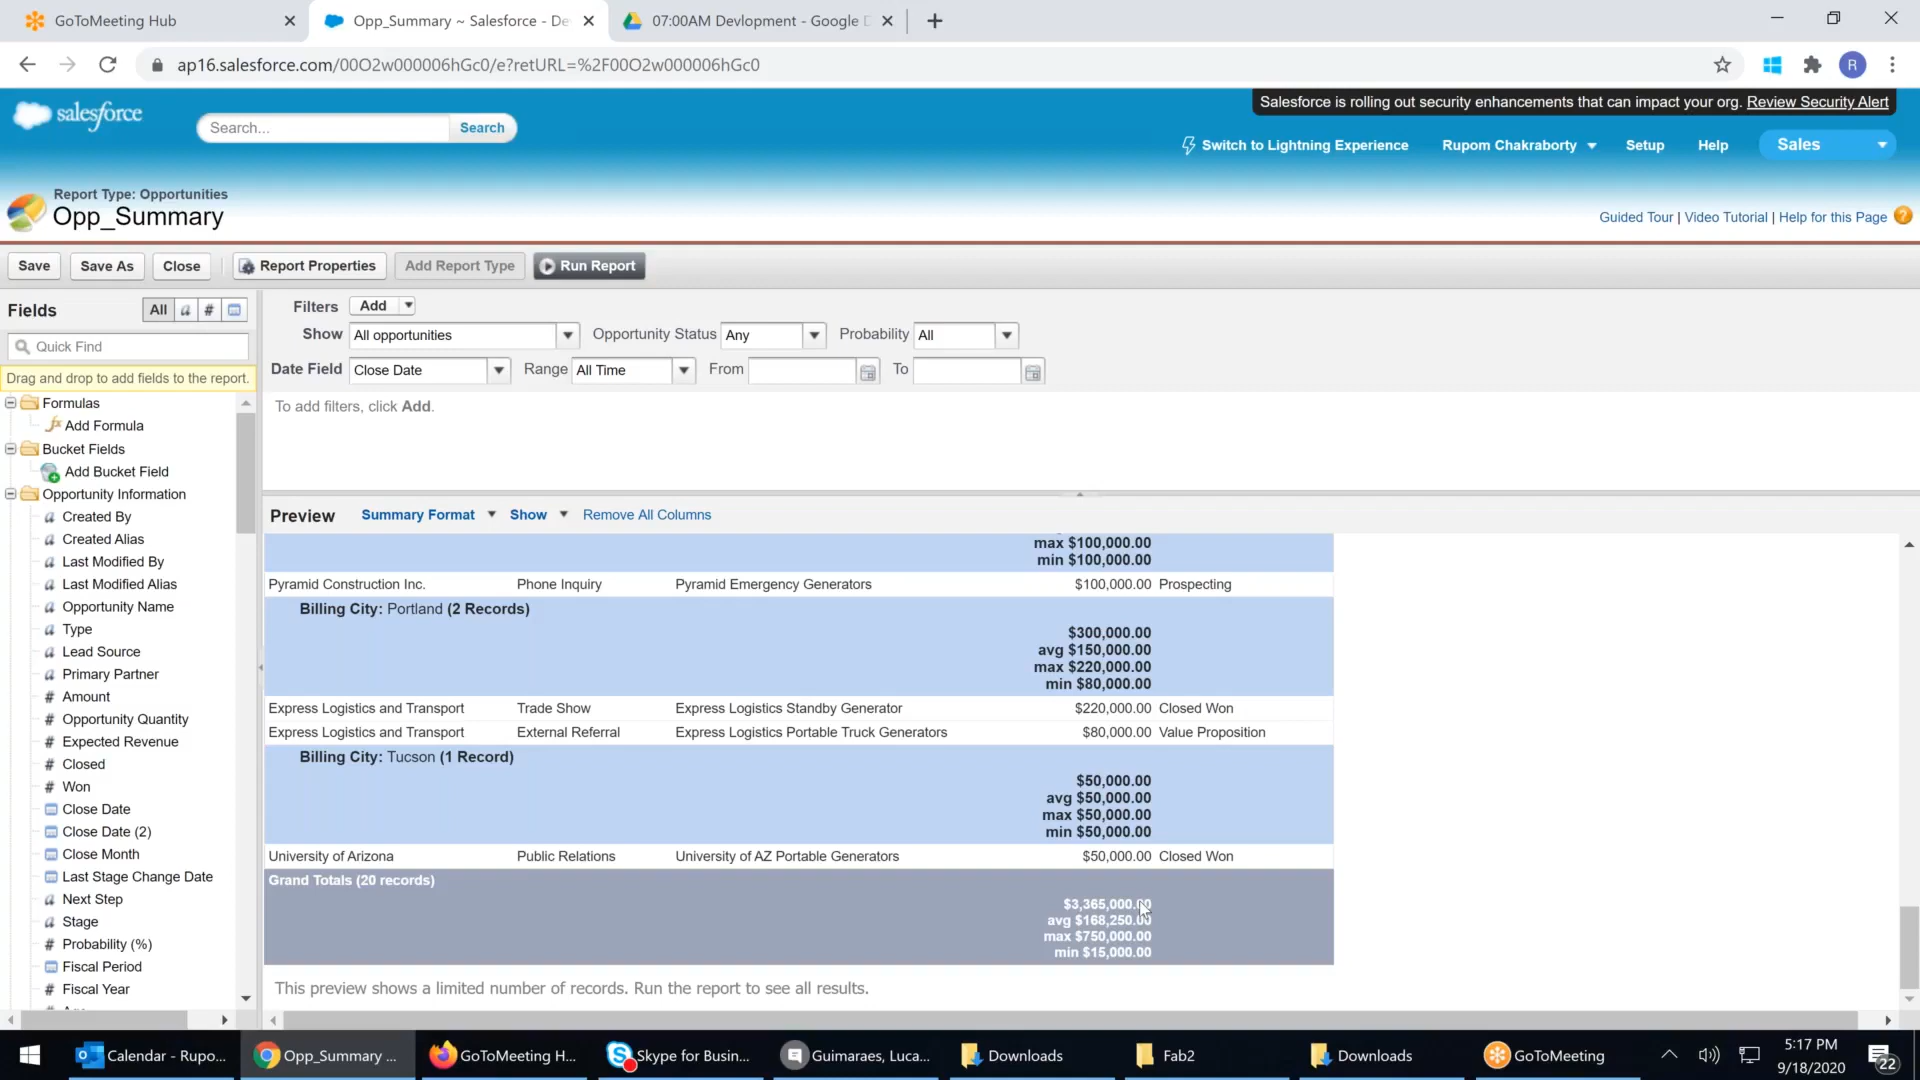 GoToMeeting Hub
Opp_Summary ~ Salesforce - De
07:00AM Devlopment - Google D
ap16.salesforce.com/00O2w000006hGc0/e?retURL=%2F00O2w000006hGc0
R
salesforce
Search...
Search
Salesforce is rolling out security enhancements that can impact your org. Review Security Alert
Switch to Lightning Experience
Rupom Chakraborty
Setup
Help
Sales
Report Type: Opportunities
Opp_Summary
Guided Tour | Video Tutorial | Help for this Page ?
Save
Save As
Close
Report Properties
Add Report Type
Run Report
Fields
All
a
#
Quick Find
Drag and drop to add fields to the report.
Formulas
fx Add Formula
Bucket Fields
Add Bucket Field
Opportunity Information
a Created By
a Created Alias
a Last Modified By
a Last Modified Alias
a Opportunity Name
a Type
a Lead Source
a Primary Partner
# Amount
# Opportunity Quantity
# Expected Revenue
# Closed
# Won
Close Date
Close Date (2)
Close Month
Last Stage Change Date
a Next Step
a Stage
# Probability (%)
Fiscal Period
# Fiscal Year
Filters
Add
Show
All opportunities
Opportunity Status
Any
Probability
All
Date Field
Close Date
Range
All Time
From
To
To add filters, click Add.
Preview
Summary Format
Show
Remove All Columns
max $100,000.00
min $100,000.00
Pyramid Construction Inc. Phone Inquiry Pyramid Emergency Generators $100,000.00 Prospecting
Billing City: Portland (2 Records)
$300,000.00
avg $150,000.00
max $220,000.00
min $80,000.00
Express Logistics and Transport Trade Show Express Logistics Standby Generator $220,000.00 Closed Won
Express Logistics and Transport External Referral Express Logistics Portable Truck Generators $80,000.00 Value Proposition
Billing City: Tucson (1 Record)
$50,000.00
avg $50,000.00
max $50,000.00
min $50,000.00
University of Arizona Public Relations University of AZ Portable Generators $50,000.00 Closed Won
Grand Totals (20 records)
$3,365,000.00
avg $168,250.00
max $750,000.00
min $15,000.00
This preview shows a limited number of records. Run the report to see all results.
Calendar - Rupo...
Opp_Summary ...
GoToMeeting H...
Skype for Busin...
Guimaraes, Luca...
Downloads
Fab2
Downloads
GoToMeeting
5:17 PM
9/18/2020
22